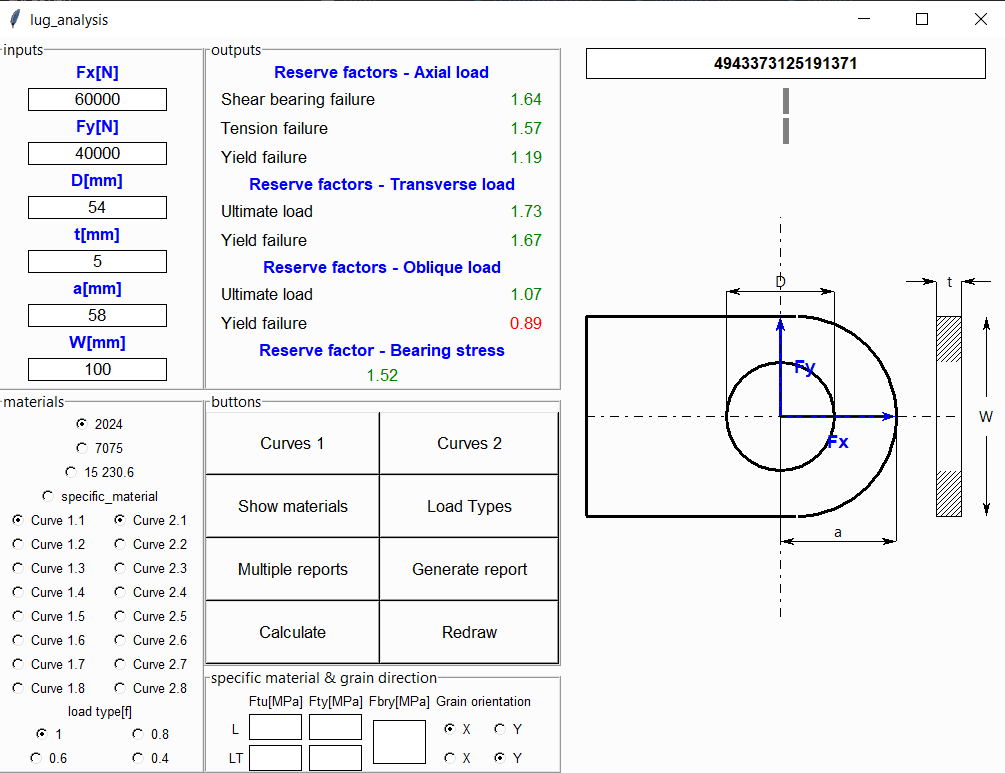 lug_analysis
inputs
Fx[N]
60000
Fy[N]
40000
D[mm]
54
t[mm]
5
a[mm]
58
W[mm]
100
outputs
Reserve factors - Axial load
Shear bearing failure 1.64
Tension failure 1.57
Yield failure 1.19
Reserve factors - Transverse load
Ultimate load 1.73
Yield failure 1.67
Reserve factors - Oblique load
Ultimate load 1.07
Yield failure 0.89
Reserve factor - Bearing stress
1.52
4943373125191371
D
t
Fy
W
Fx
a
materials
2024
7075
15 230.6
specific_material
Curve 1.1 Curve 2.1
Curve 1.2 Curve 2.2
Curve 1.3 Curve 2.3
Curve 1.4 Curve 2.4
Curve 1.5 Curve 2.5
Curve 1.6 Curve 2.6
Curve 1.7 Curve 2.7
Curve 1.8 Curve 2.8
load type[f]
1 0.8
0.6 0.4
buttons
Curves 1 Curves 2
Show materials Load Types
Multiple reports Generate report
Calculate Redraw
specific material & grain direction
Ftu[MPa] Fty[MPa] Fbry[MPa] Grain orientation
L X Y
LT X Y